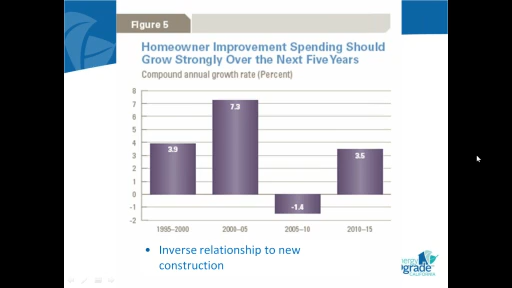 Figure 5
Homeowner Improvement Spending Should
Grow Strongly Over the Next Five Years
Compound annual growth rate (Percent)
8
7
6
5
4
3
2
1
0
-1
-2
3.9
7.3
-1.4
3.5
1995–2000
2000–05
2005–10
2010–15
• Inverse relationship to new
construction
CALIFORNIA